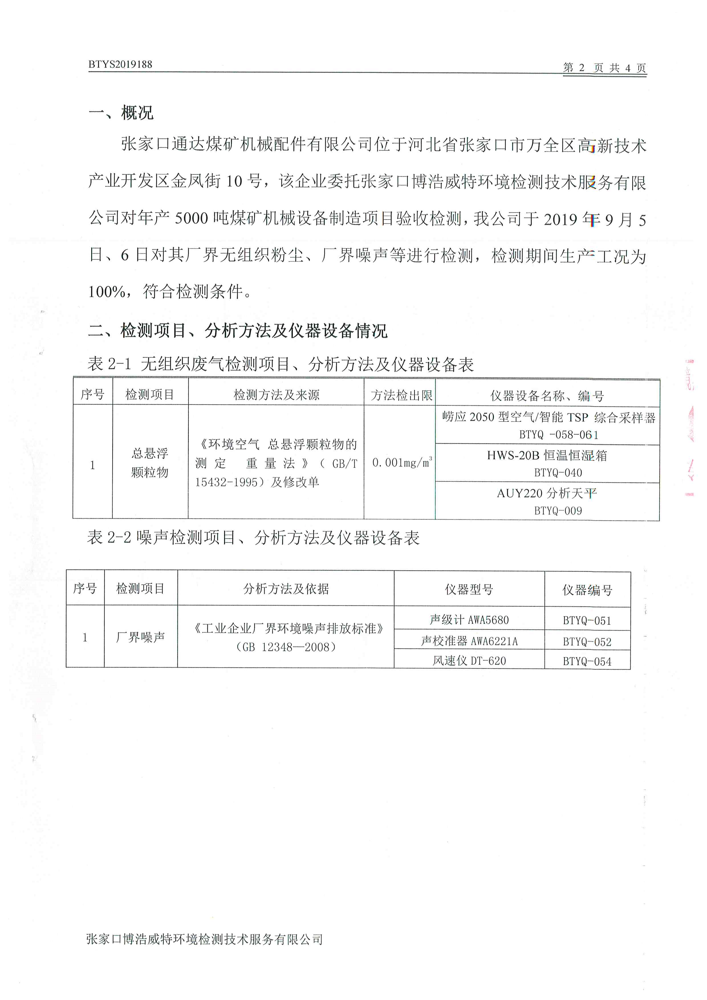 BTYS2019188
第 2 页 共 4 页
一、概况
张家口通达煤矿机械配件有限公司位于河北省张家口市万全区高新技术
产业开发区金凤街 10 号，该企业委托张家口博浩威特环境检测技术服务有限
公司对年产 5000 吨煤矿机械设备制造项目验收检测，我公司于 2019 年 9 月 5
日、6 日对其厂界无组织粉尘、厂界噪声等进行检测，检测期间生产工况为
100%，符合检测条件。
二、检测项目、分析方法及仪器设备情况
表 2-1 无组织废气检测项目、分析方法及仪器设备表
序号 检测项目 检测方法及来源 方法检出限 仪器设备名称、编号
1
总悬浮
颗粒物
《环境空气 总悬浮颗粒物的
测定 重量法》（GB/T
15432-1995）及修改单
0.001mg/m³
崂应 2050 型空气/智能 TSP 综合采样器
BTYQ -058-061
HWS-20B 恒温恒湿箱
BTYQ-040
AUY220 分析天平
BTYQ-009
表 2-2 噪声检测项目、分析方法及仪器设备表
序号 检测项目 分析方法及依据 仪器型号 仪器编号
1
厂界噪声
《工业企业厂界环境噪声排放标准》
（GB 12348—2008）
声级计 AWA5680 BTYQ-051
声校准器 AWA6221A BTYQ-052
风速仪 DT-620 BTYQ-054
张家口博浩威特环境检测技术服务有限公司